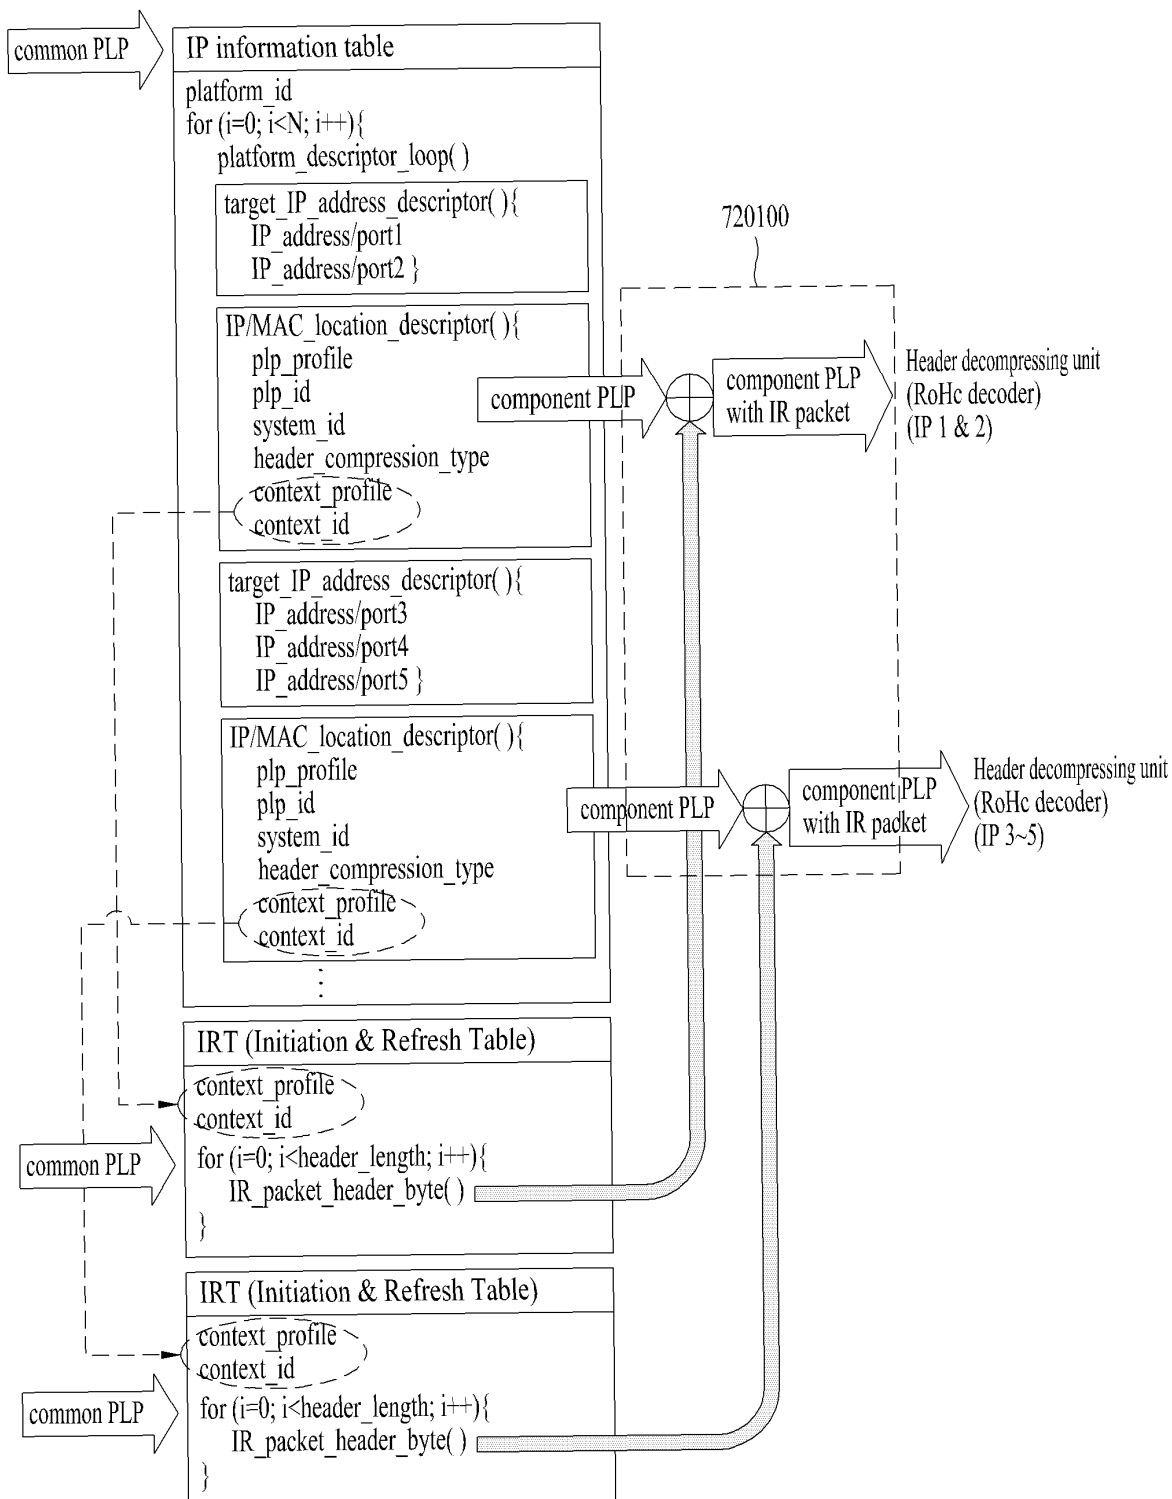 common PLP
IP information table
platform_id
for (i=0; i<N; i++){
platform_descriptor_loop( )
target_IP_address_descriptor( ){
IP_address/port1
IP_address/port2 }
720100
IP/MAC_location_descriptor( ){
plp_profile
plp_id
system_id
header_compression_type
context_profile
context_id
component PLP
component PLP
with IR packet
Header decompressing unit
(RoHc decoder)
(IP 1 & 2)
target_IP_address_descriptor( ){
IP_address/port3
IP_address/port4
IP_address/port5 }
IP/MAC_location_descriptor( ){
plp_profile
plp_id
system_id
header_compression_type
context_profile
context_id
component PLP
component PLP
with IR packet
Header decompressing unit
(RoHc decoder)
(IP 3~5)
IRT (Initiation & Refresh Table)
context_profile
context_id
common PLP
for (i=0; i<header_length; i++){
IR_packet_header_byte( )
}
IRT (Initiation & Refresh Table)
context_profile
context_id
common PLP
for (i=0; i<header_length; i++){
IR_packet_header_byte( )
}